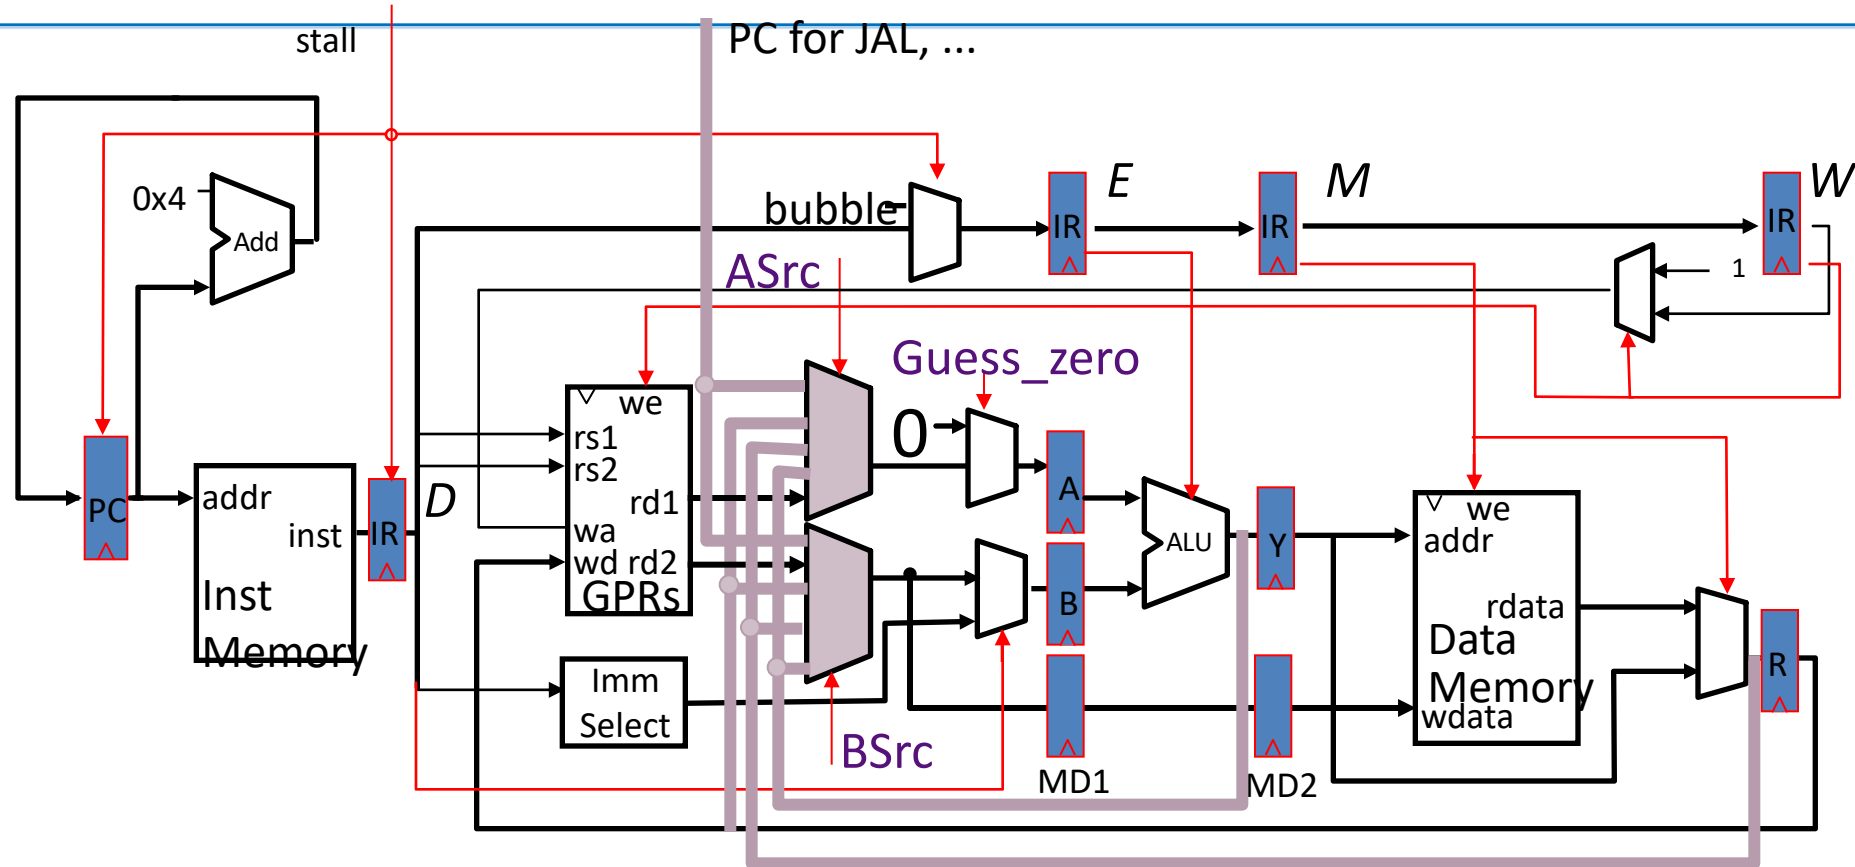 stall
PC for JAL, ...
0x4
Add
bubble
E
M
W
IR
IR
IR
ASrc
1
Guess_zero
0
we
rs1
rs2
rd1
wa
wd rd2
GPRs
PC
addr
inst
Inst
Memory
IR
D
A
B
ALU
Y
we
addr
rdata
Data
Memory
wdata
R
Imm
Select
BSrc
MD1
MD2